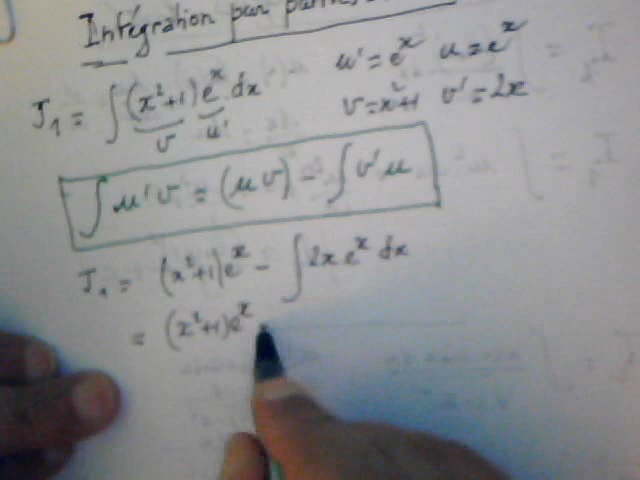 Intégration par
J₁ = ∫ (x²+1) eˣ dx u' = eˣ u = eˣ
v u' v = x²+1 v' = 2x
∫ u'v = (uv) - ∫ v'u
J₁ = (x²+1)eˣ - ∫ 2x eˣ dx
= (x²+1)eˣ